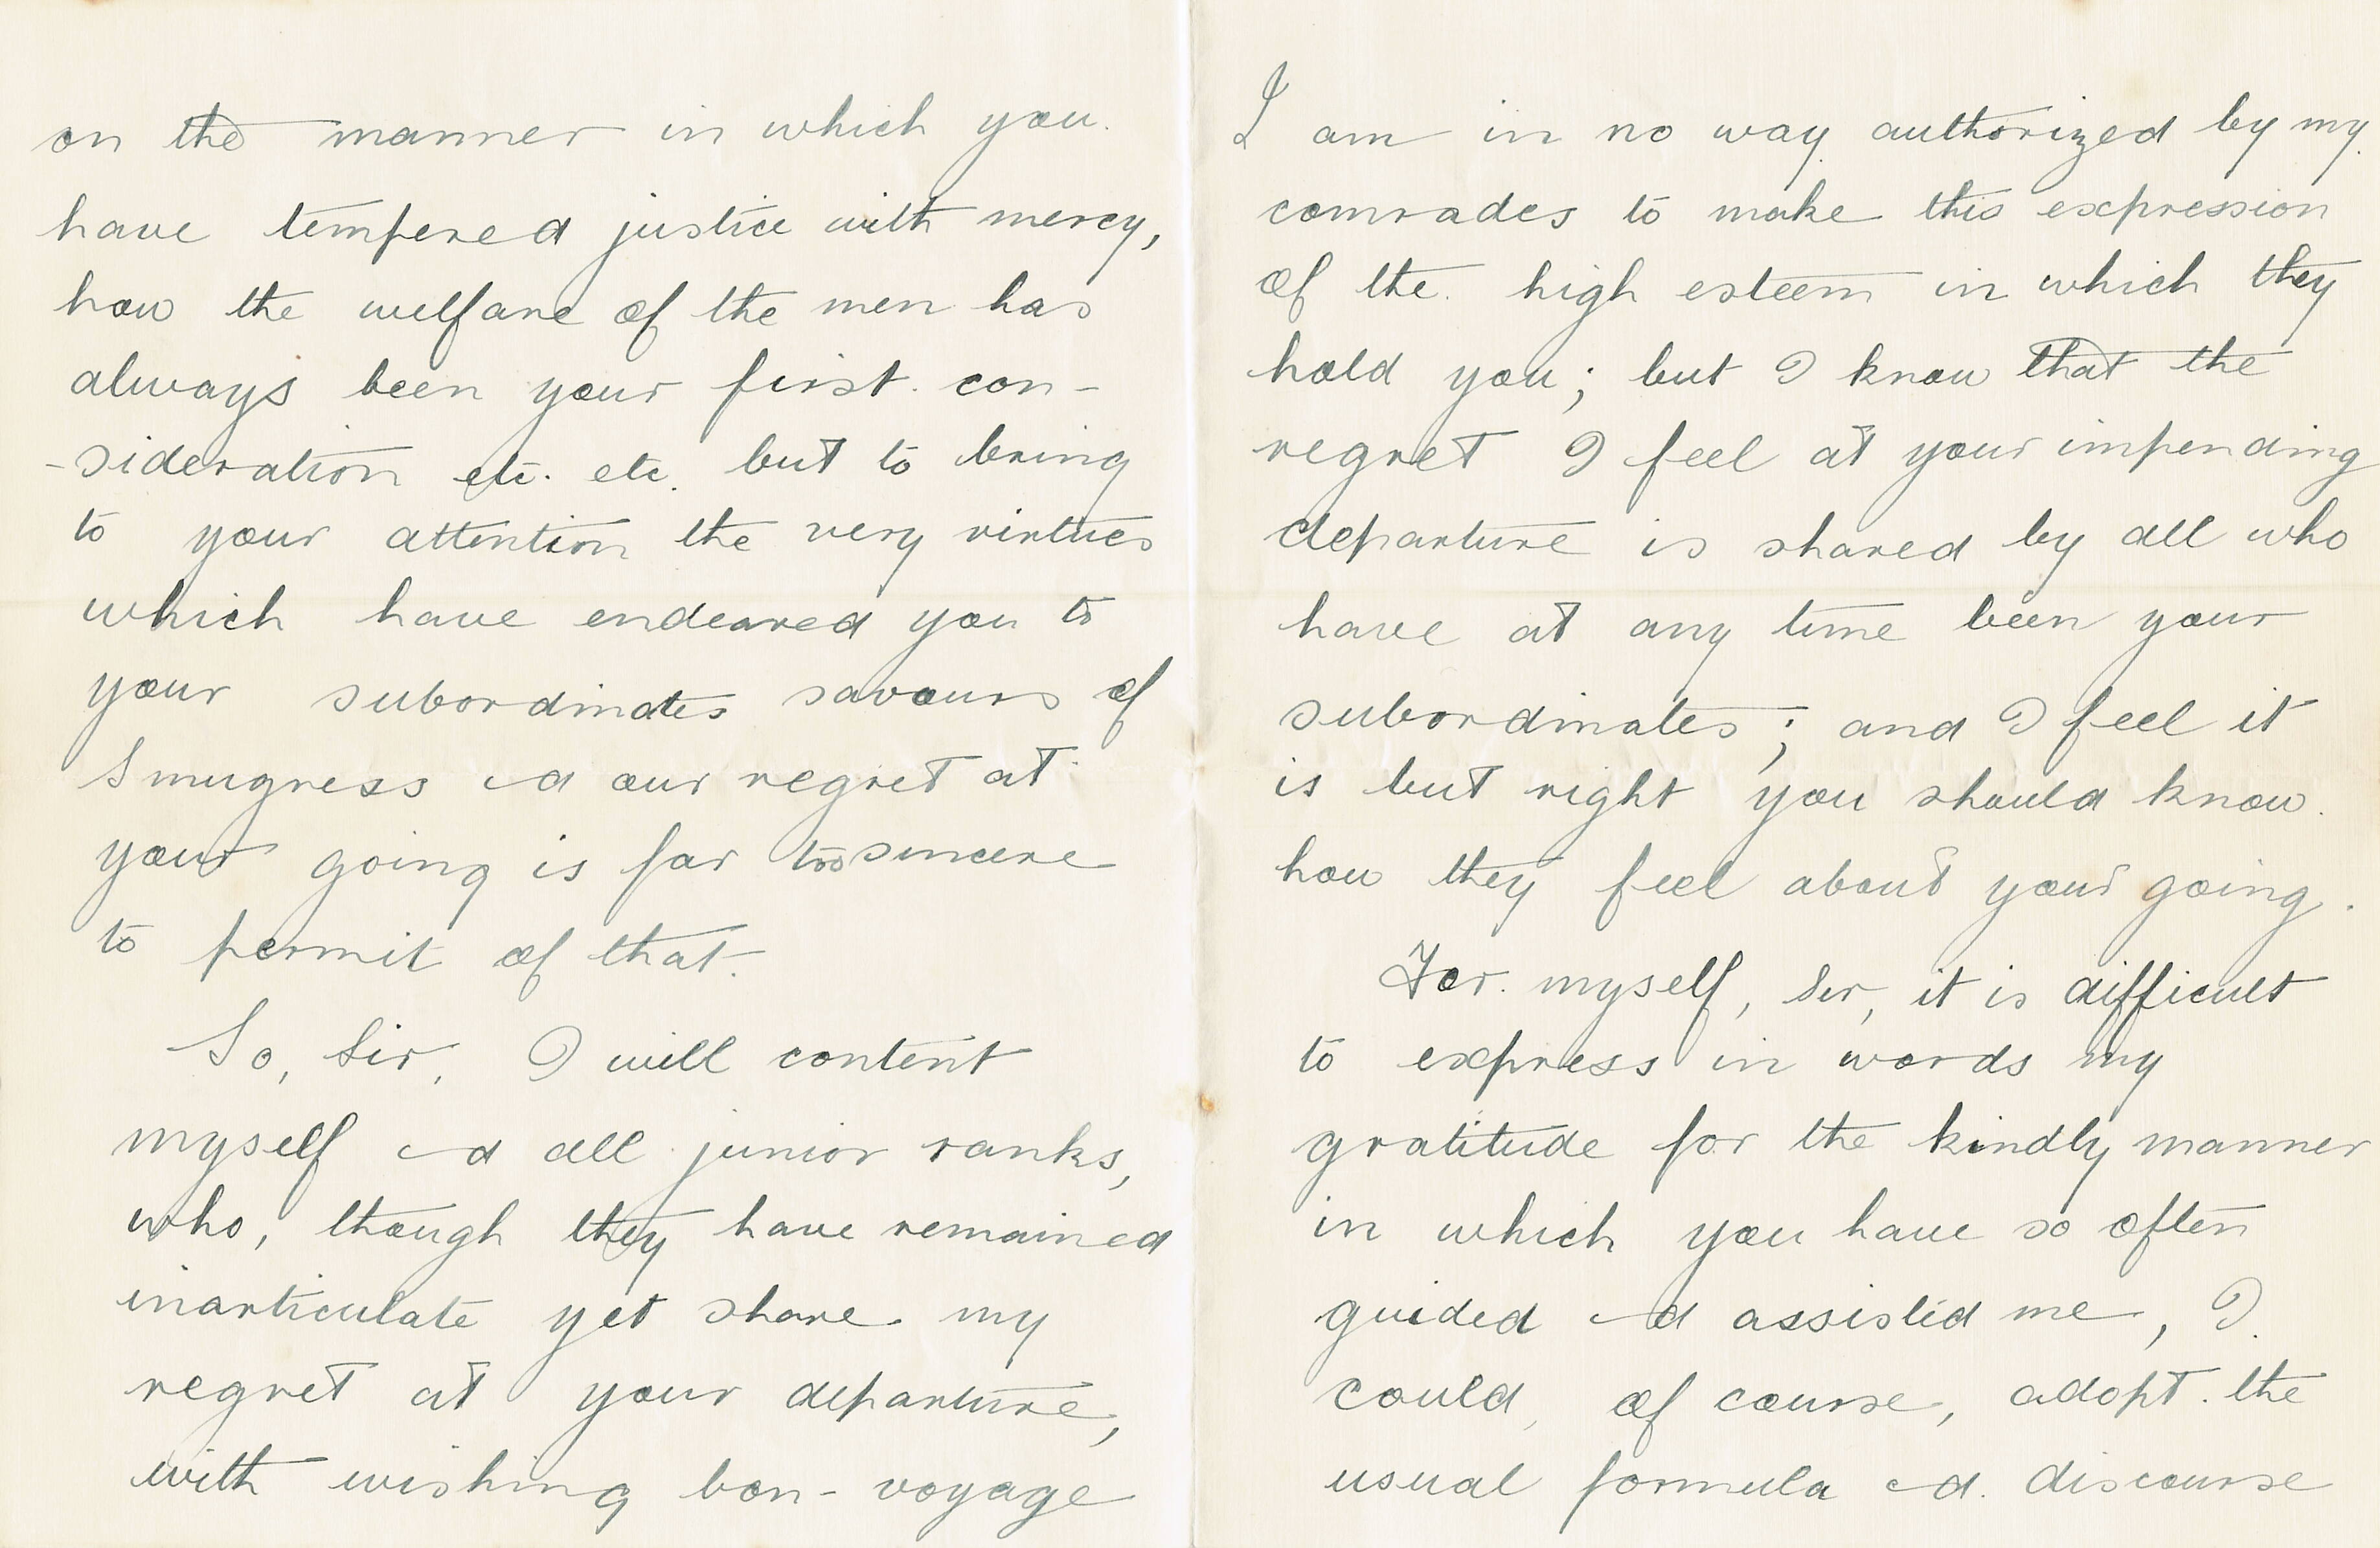 on the manner in which you
have tempered justice with mercy,
how the welfare of the men has
always been your first con-
-sideration etc. etc. but to bring
to your attention the very virtues
which have endeared you to
your subordinates savours of
Smugness and our regret at
your going is far too sincere
to permit of that.
So, Sir, I will content
myself and all junior ranks,
who, though they have remained
inarticulate yet share my
regret at your departure,
with wishing bon-voyage
I am in no way authorized by my
comrades to make this expression
of the high esteem in which they
hold you; but I know that the
regret I feel at your impending
departure is shared by all who
have at any time been your
subordinates; and I feel it
is but right you should know
how they feel about your going.
For myself, Sir, it is difficult
to express in words my
gratitude for the kindly manner
in which you have so often
guided and assisted me, I
could, of course, adopt the
usual formula and discourse